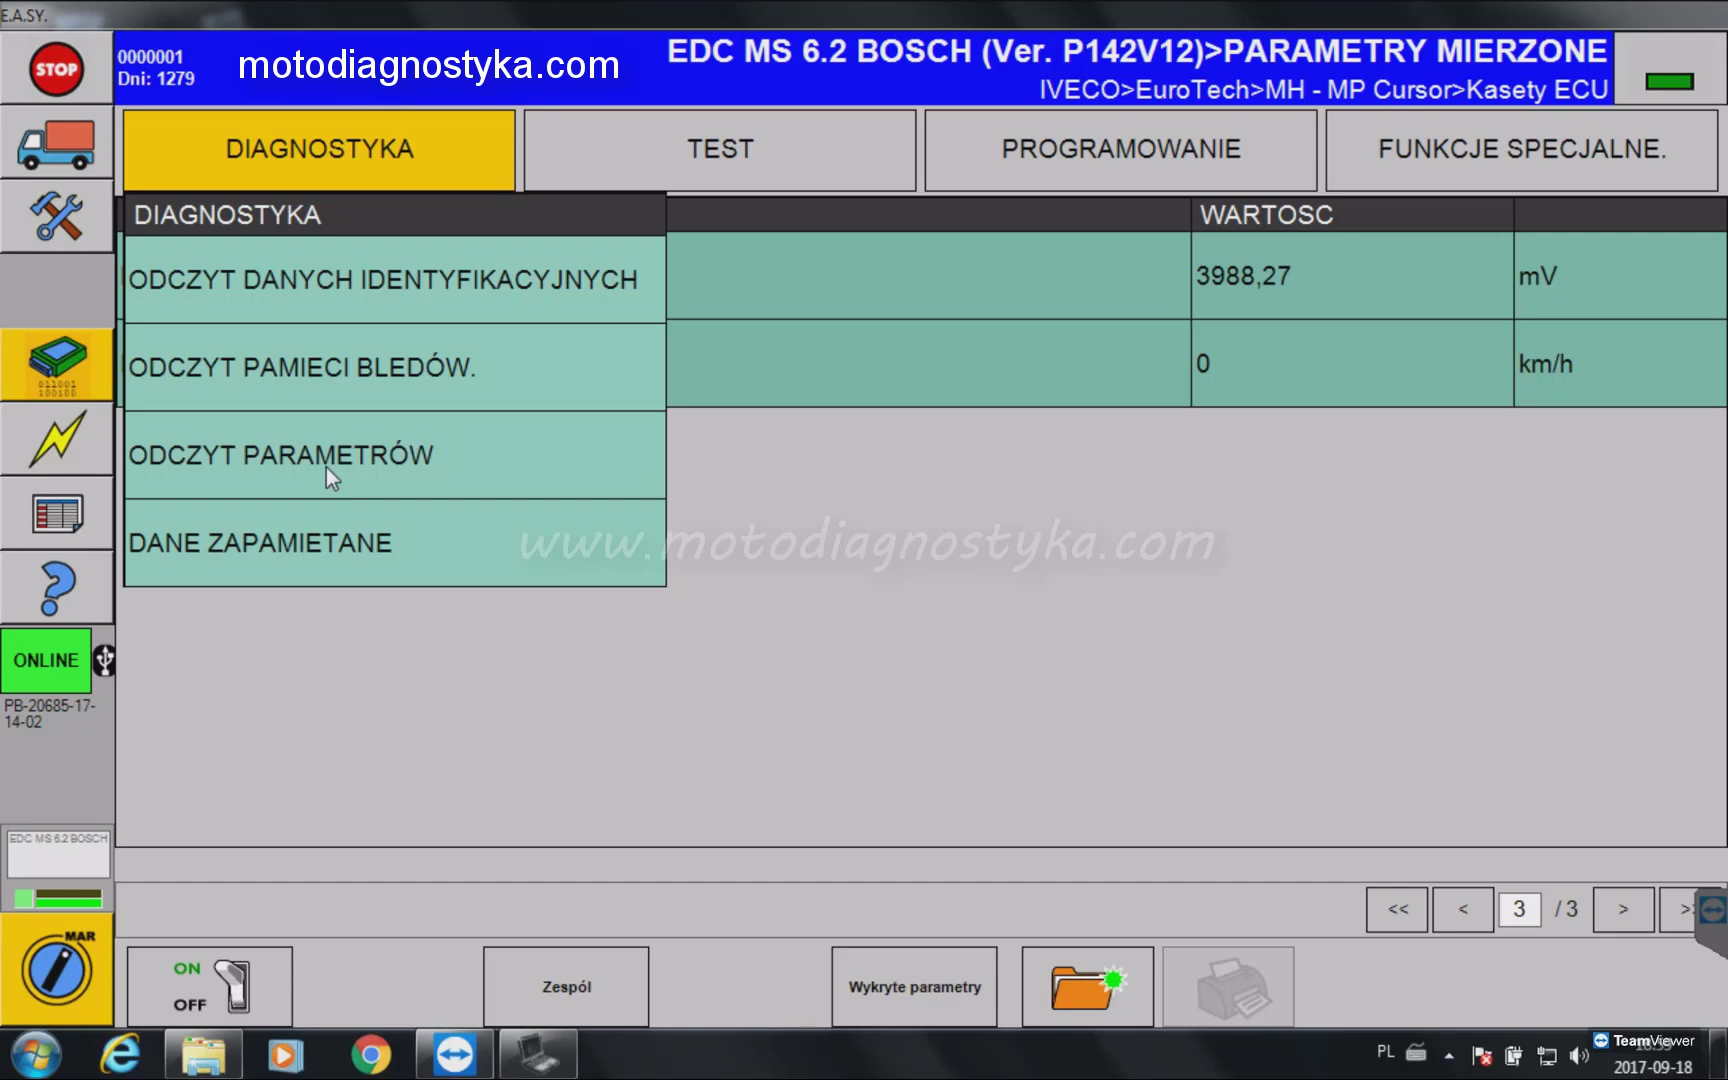 E.A.SY.
STOP
0000001
Dni: 1279
motodiagnostyka.com
EDC MS 6.2 BOSCH (Ver. P142V12)>PARAMETRY MIERZONE
IVECO>EuroTech>MH - MP Cursor>Kasety ECU
DIAGNOSTYKA
TEST
PROGRAMOWANIE
FUNKCJE SPECJALNE.
DIAGNOSTYKA
WARTOSC
ODCZYT DANYCH IDENTYFIKACYJNYCH
3988,27
mV
ODCZYT PAMIECI BLEDÓW.
0
km/h
011001
100100
ODCZYT PARAMETRÓW
DANE ZAPAMIETANE
www.motodiagnostyka.com
ONLINE
PB-20685-17-
14-02
EDC MS 6.2 BOSCH
<<
<
3
/ 3
>
MAR
ON
OFF
Zespól
Wykryte parametry
PL
TeamViewer
2017-09-18